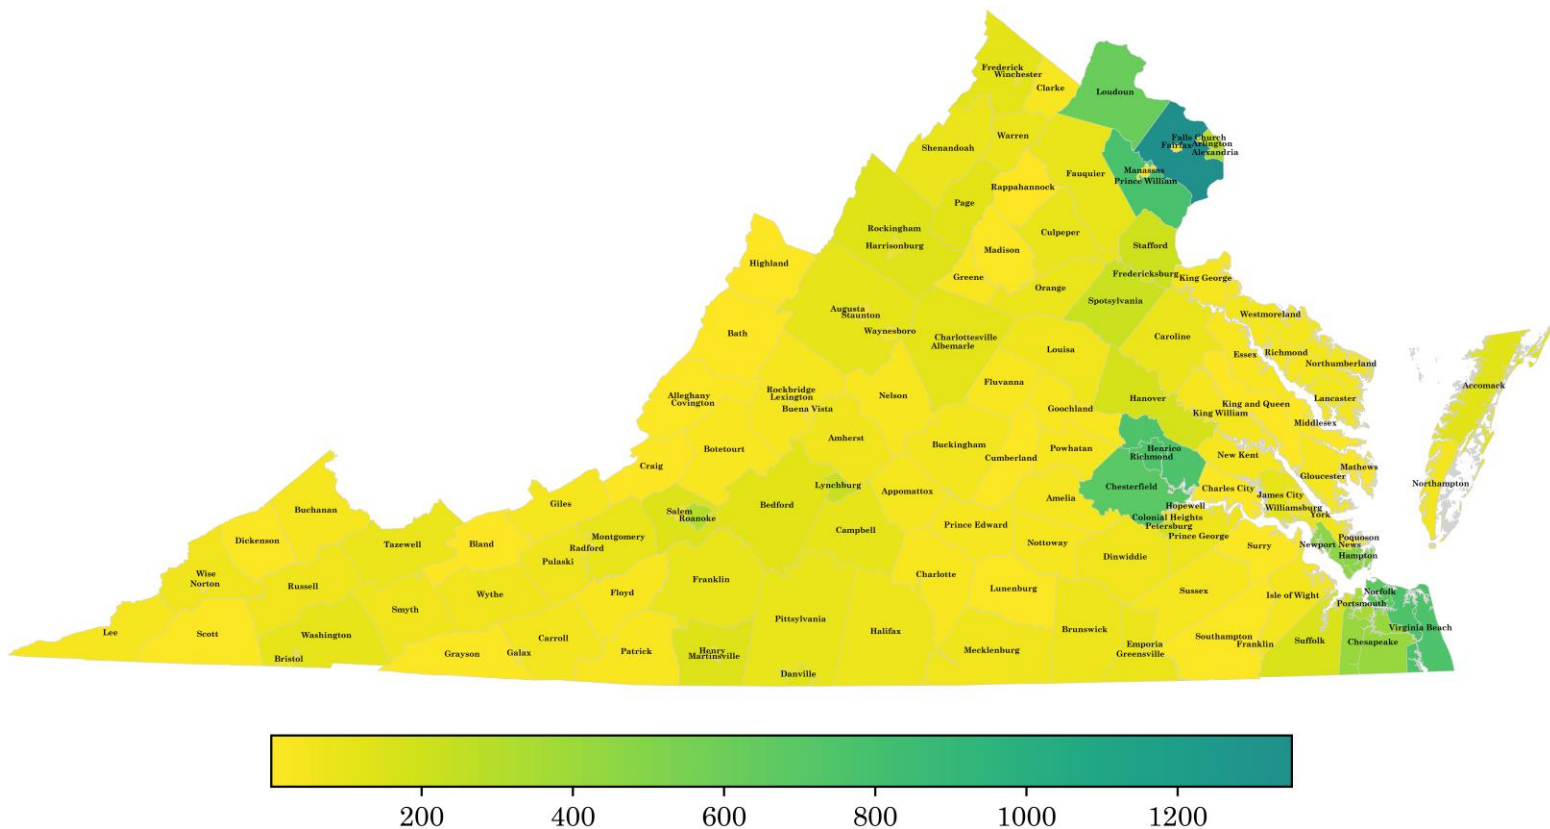 Frederick
Winchester
Clarke
Loudoun
Warren
Shenandoah
Falls Church
Fairfax
Arlington
Alexandria
Manassas
Prince William
Fauquier
Rappahannock
Page
Rockingham
Harrisonburg
Culpeper
Madison
Stafford
Highland
Greene
Fredericksburg
King George
Orange
Spotsylvania
Augusta
Staunton
Westmoreland
Bath
Waynesboro
Charlottesville
Albemarle
Caroline
Louisa
Essex
Richmond
Northumberland
Fluvanna
Accomack
Rockbridge
Lexington
Alleghany
Covington
Nelson
Buena Vista
Goochland
Hanover
King and Queen
King William
Lancaster
Middlesex
Amherst
Botetourt
Buckingham
Cumberland
Powhatan
Henrico
Richmond
New Kent
Craig
Mathews
Gloucester
Northampton
Lynchburg
Appomattox
Amelia
Chesterfield
Charles City
James City
Giles
Bedford
Hopewell
Williamsburg
York
Buchanan
Salem
Roanoke
Colonial Heights
Petersburg
Prince George
Campbell
Prince Edward
Poquoson
Newport News
Hampton
Dickenson
Tazewell
Bland
Montgomery
Radford
Pulaski
Nottoway
Dinwiddie
Surry
Wise
Norton
Russell
Wythe
Floyd
Franklin
Charlotte
Lunenburg
Sussex
Isle of Wight
Norfolk
Portsmouth
Smyth
Pittsylvania
Virginia Beach
Lee
Scott
Washington
Carroll
Halifax
Brunswick
Southampton
Suffolk
Chesapeake
Bristol
Grayson
Galax
Patrick
Henry
Martinsville
Mecklenburg
Emporia
Greensville
Franklin
Danville
200 400 600 800 1000 1200